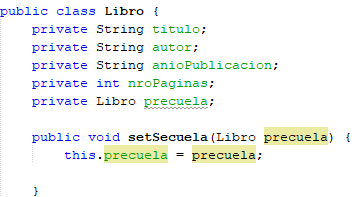 public class Libro {
private String titulo;
private String autor;
private String anioPublicacion;
private int nroPaginas;
private Libro precuela;
public void setSecuela(Libro precuela) {
this.precuela = precuela;
}